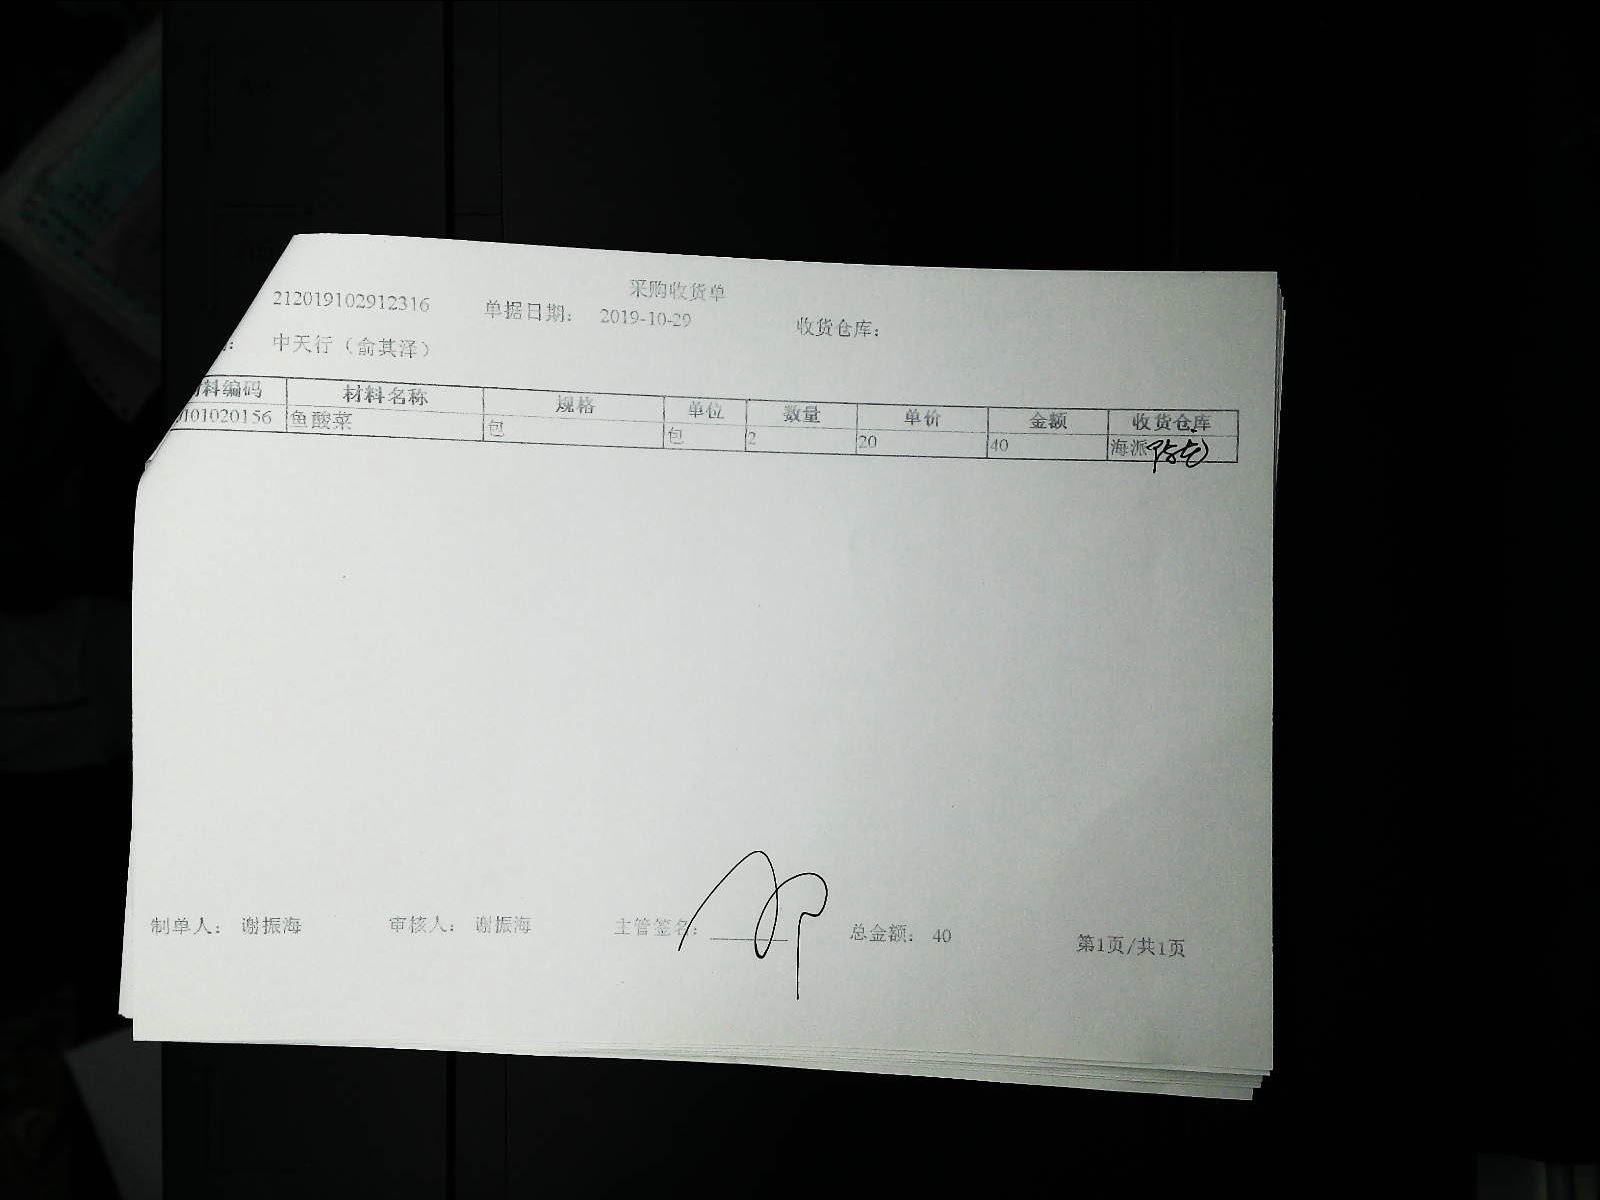 采购收货单
212019102912316 单据日期： 2019-10-29 收货仓库：
： 中天行（俞其泽）
材料编码 材料名称 规格 单位 数量 单价 金额 收货仓库
0101020156 鱼酸菜 包 包 2 20 40 海派
制单人： 谢振海 审核人： 谢振海 主管签名： 总金额： 40 第1页/共1页